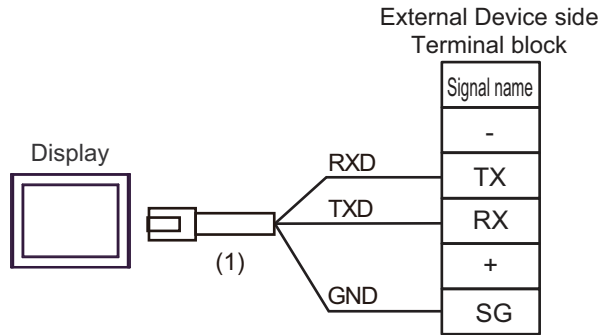 External Device side
Terminal block
Signal name
-
Display
RXD
TX
TXD
RX
(1)
+
GND
SG